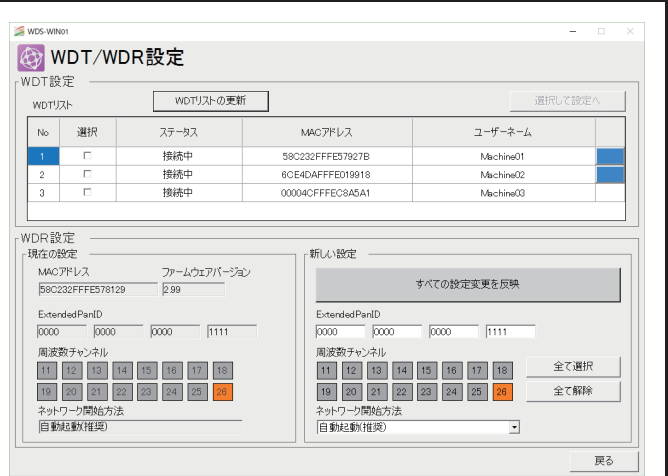 WDS-WIN01
WDT/WDR設定
WDT設定
WDTリスト WDTリストの更新 選択して設定へ
No 選択 ステータス MACアドレス ユーザーネーム
1 接続中 58C232FFFE57927B Machine01
2 接続中 6CE4DAFFFE019918 Machine02
3 接続中 00004CFFFEC8A5A1 Machine03
WDR設定
現在の設定
MACアドレス ファームウェアバージョン
58C232FFFE578129 2.99
ExtendedPanID
0000 0000 0000 1111
周波数チャンネル
11 12 13 14 15 16 17 18
19 20 21 22 23 24 25 26
ネットワーク開始方法
自動起動(推奨)
新しい設定
すべての設定変更を反映
ExtendedPanID
0000 0000 0000 1111
周波数チャンネル
11 12 13 14 15 16 17 18 全て選択
19 20 21 22 23 24 25 26 全て解除
ネットワーク開始方法
自動起動(推奨)
戻る